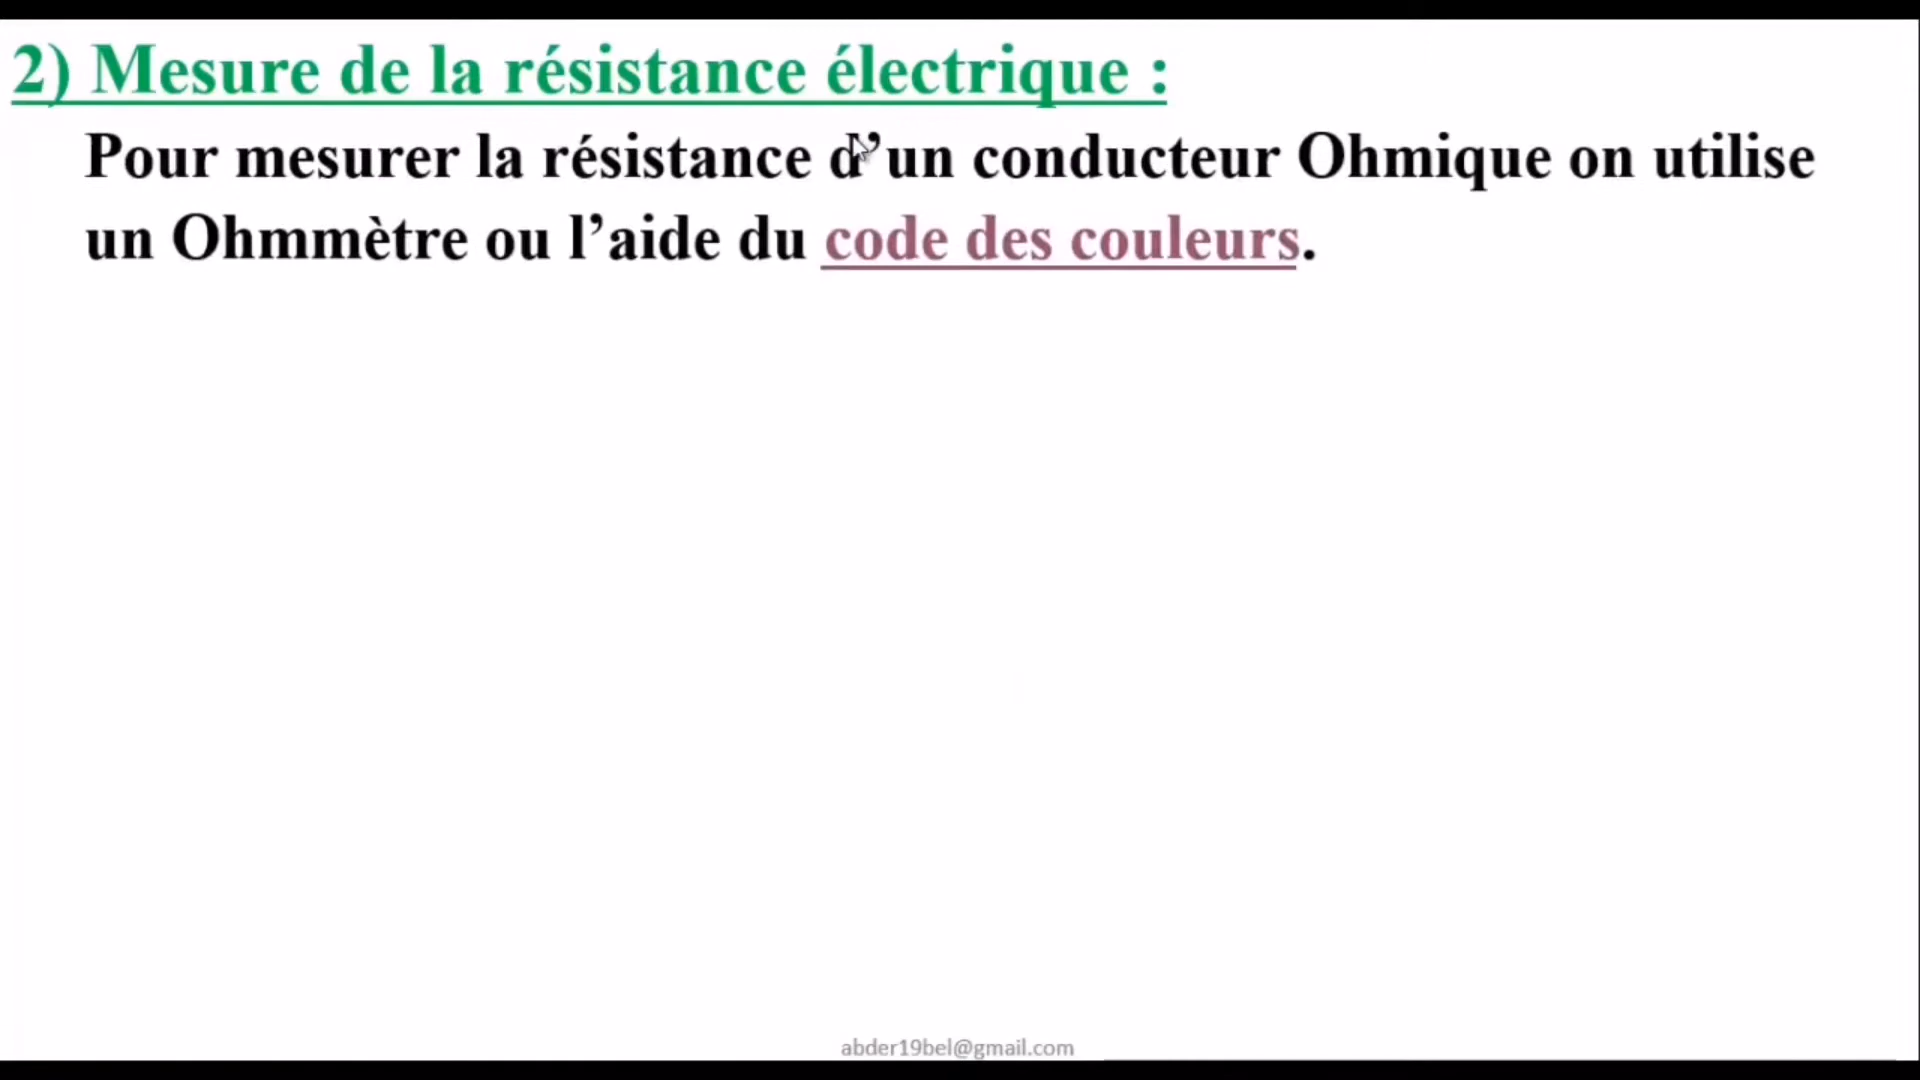 2) Mesure de la résistance électrique :
Pour mesurer la résistance d’un conducteur Ohmique on utilise
un Ohmmètre ou l’aide du code des couleurs.
abder19bel@gmail.com